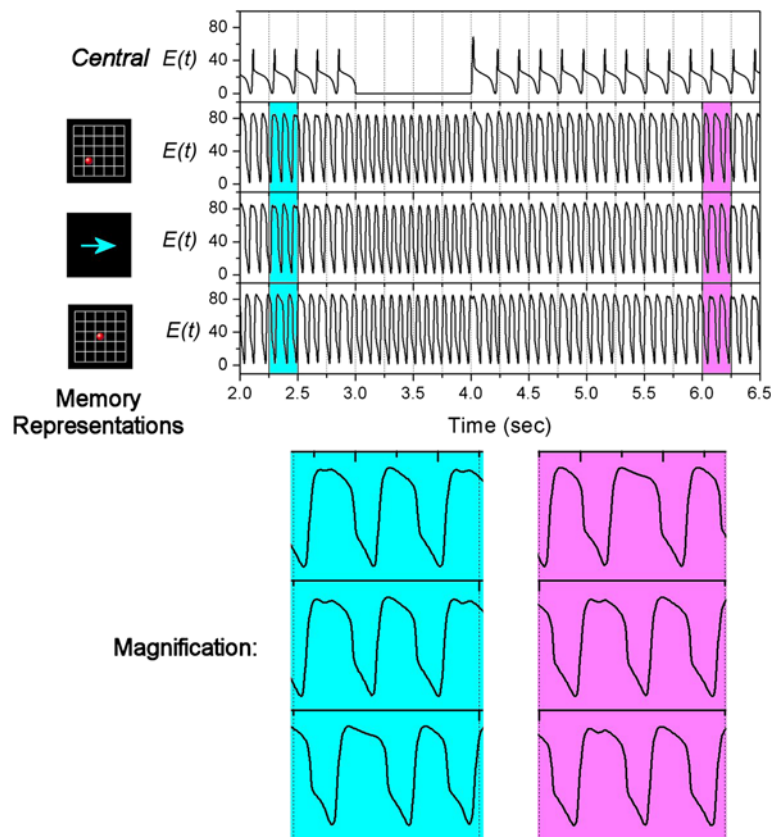 80
Central E(t) 40
0
80
E(t) 40
0
80
E(t) 40
0
80
E(t) 40
0
2.0 2.5 3.0 3.5 4.0 4.5 5.0 5.5 6.0 6.5
Memory
Representations
Time (sec)
Magnification: